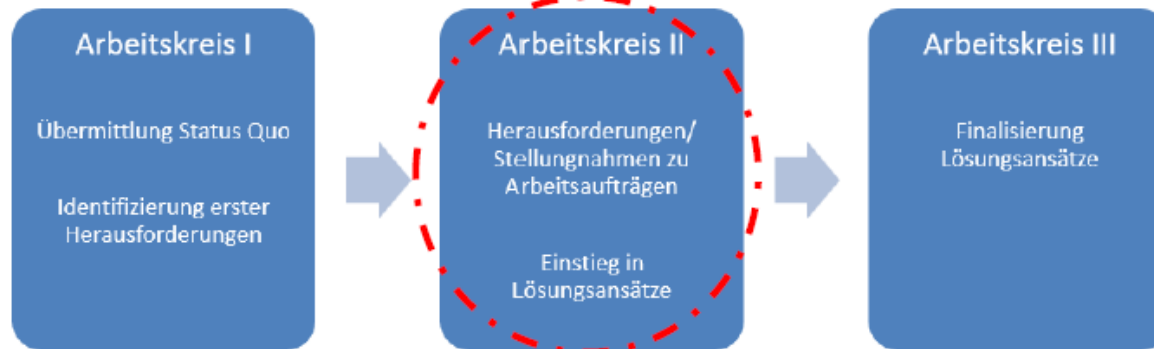 Arbeitskreis I
Übermittlung Status Quo
Identifizierung erster
Herausforderungen
Arbeitskreis II
Herausforderungen/
Stellungnahmen zu
Arbeitsaufträgen
Einstieg in
Lösungsansätze
Arbeitskreis III
Finalisierung
Lösungsansätze